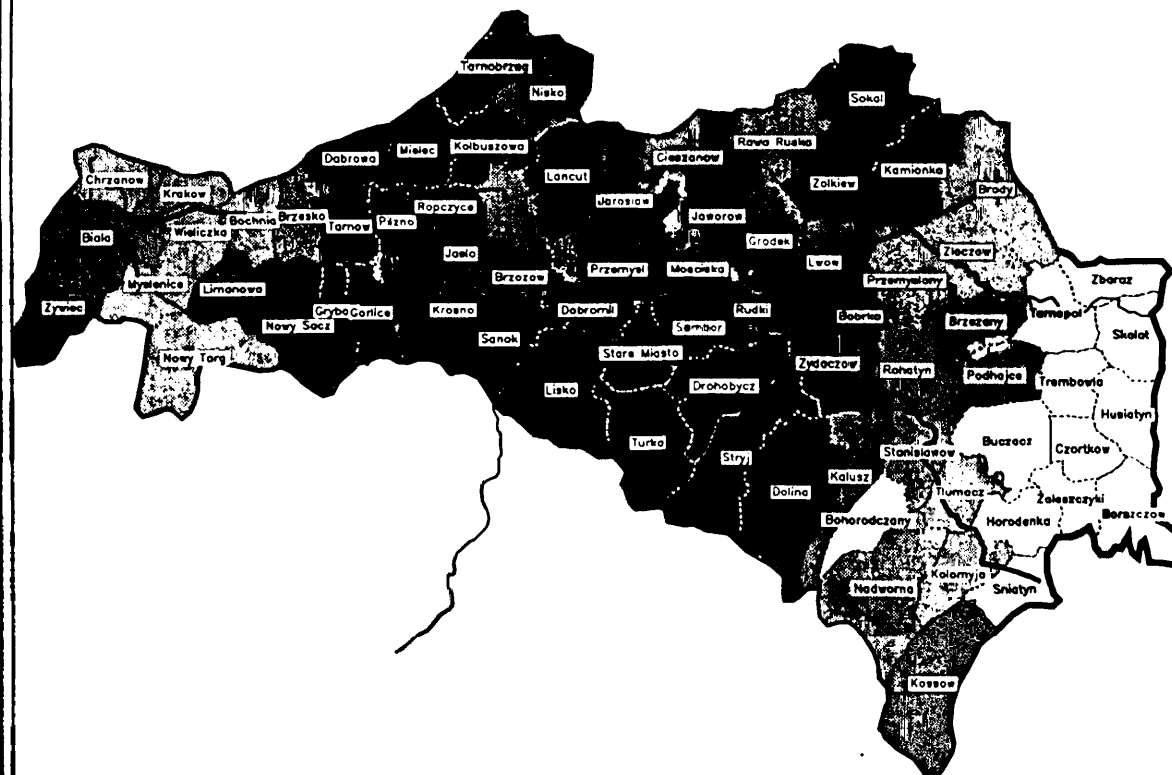 Tarnobrzeg
Nisko
Sokal
Rawa Ruska
Kolbuszowa
Mielec
Dabrowa
Cieszanow
Kamionka
Lancut
Zolkiew
Chrzanow
Krakow
Brody
Jaroslaw
Ropczyce
Jaworow
Bochnia
Brzesko
Pilzno
Tarnow
Wieliczka
Biala
Grodek
Zloczow
Jaslo
Lwow
Przemysl
Mosciska
Brzozow
Przemyslany
Zbaraz
Myslenice
Limanowa
Zywiec
Grybo
Gorlice
Krosno
Dobromil
Rudki
Bobrka
Tarnopol
Brzezany
Nowy Sacz
Sambor
Skalat
Sanok
Stare Miasto
Nowy Targ
Zydaczow
Rohatyn
Podhajce
Trembowla
Lisko
Drohobycz
Husiatyn
Turka
Buczacz
Czortkow
Stryj
Stanislawow
Kalusz
Dolina
Tlumacz
Zaleszczyki
Borszczow
Bohorodczany
Horodenka
Kolomyja
Nadworna
Sniatyn
Kossow